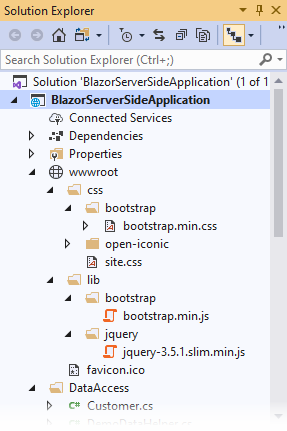 Solution Explorer
Search Solution Explorer (Ctrl+;)
Solution 'BlazorServerSideApplication' (1 of 1
BlazorServerSideApplication
Connected Services
Dependencies
Properties
wwwroot
css
bootstrap
bootstrap.min.css
open-iconic
site.css
lib
bootstrap
bootstrap.min.js
jquery
jquery-3.5.1.slim.min.js
favicon.ico
DataAccess
C# Customer.cs